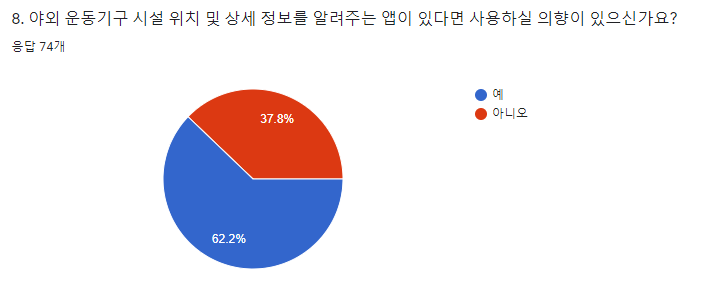 8. 야외 운동기구 시설 위치 및 상세 정보를 알려주는 앱이 있다면 사용하실 의향이 있으신가요?
응답 74개
예
아니오
37.8%
62.2%